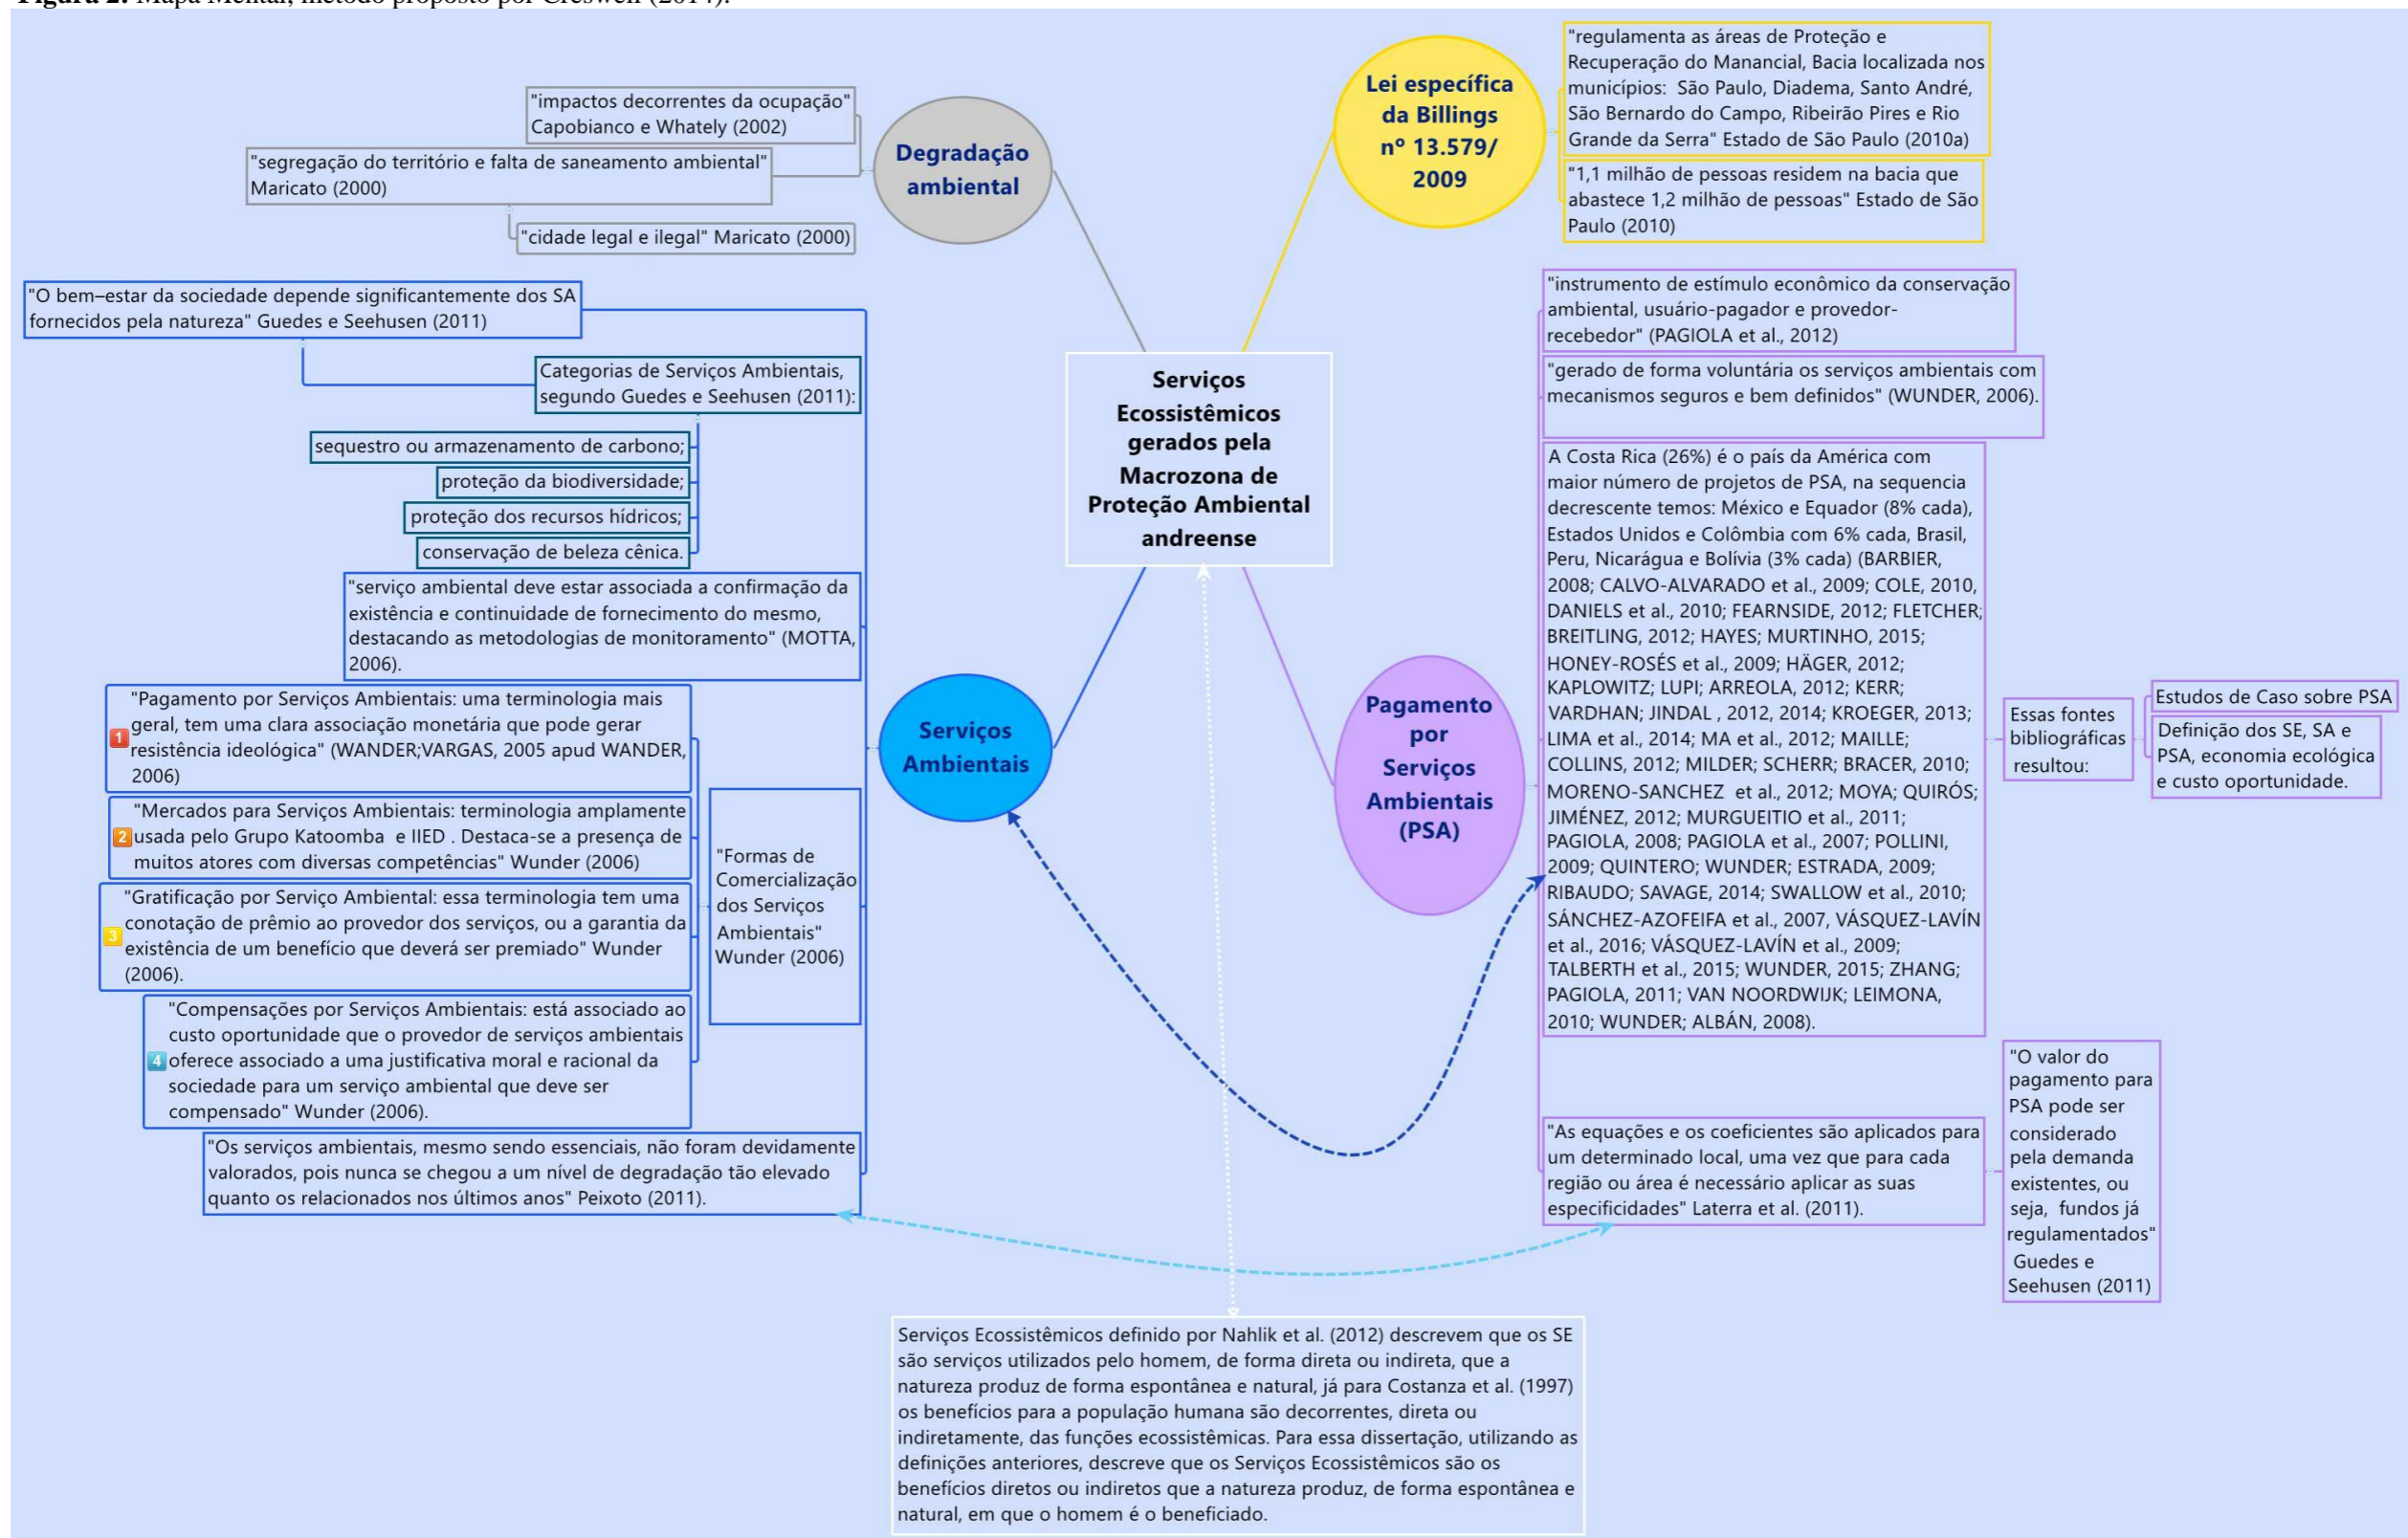 Figura 2: Mapa Mental, método proposto por Creswell (2014).
"impactos decorrentes da ocupação"
Capobianco e Whately (2002)
"segregação do território e falta de saneamento ambiental"
Maricato (2000)
"cidade legal e ilegal" Maricato (2000)
Degradação
ambiental
Lei específica
da Billings
nº 13.579/
2009
"regulamenta as áreas de Proteção e
Recuperação do Manancial, Bacia localizada nos
municípios: São Paulo, Diadema, Santo André,
São Bernardo do Campo, Ribeirão Pires e Rio
Grande da Serra" Estado de São Paulo (2010a)
"1,1 milhão de pessoas residem na bacia que
abastece 1,2 milhão de pessoas" Estado de São
Paulo (2010)
Serviços
Ecossistêmicos
gerados pela
Macrozona de
Proteção Ambiental
andreense
"O bem–estar da sociedade depende significantemente dos SA
fornecidos pela natureza" Guedes e Seehusen (2011)
Categorias de Serviços Ambientais,
segundo Guedes e Seehusen (2011):
sequestro ou armazenamento de carbono;
proteção da biodiversidade;
proteção dos recursos hídricos;
conservação de beleza cênica.
"serviço ambiental deve estar associada a confirmação da
existência e continuidade de fornecimento do mesmo,
destacando as metodologias de monitoramento" (MOTTA,
2006).
Serviços
Ambientais
"Formas de
Comercialização
dos Serviços
Ambientais"
Wunder (2006)
1
"Pagamento por Serviços Ambientais: uma terminologia mais
geral, tem uma clara associação monetária que pode gerar
resistência ideológica" (WANDER;VARGAS, 2005 apud WANDER,
2006)
2
"Mercados para Serviços Ambientais: terminologia amplamente
usada pelo Grupo Katoomba e IIED . Destaca-se a presença de
muitos atores com diversas competências" Wunder (2006)
3
"Gratificação por Serviço Ambiental: essa terminologia tem uma
conotação de prêmio ao provedor dos serviços, ou a garantia da
existência de um benefício que deverá ser premiado" Wunder
(2006).
4
"Compensações por Serviços Ambientais: está associado ao
custo oportunidade que o provedor de serviços ambientais
oferece associado a uma justificativa moral e racional da
sociedade para um serviço ambiental que deve ser
compensado" Wunder (2006).
"Os serviços ambientais, mesmo sendo essenciais, não foram devidamente
valorados, pois nunca se chegou a um nível de degradação tão elevado
quanto os relacionados nos últimos anos" Peixoto (2011).
Pagamento
por
Serviços
Ambientais
(PSA)
"instrumento de estímulo econômico da conservação
ambiental, usuário-pagador e provedor-
recebedor" (PAGIOLA et al., 2012)
"gerado de forma voluntária os serviços ambientais com
mecanismos seguros e bem definidos" (WUNDER, 2006).
A Costa Rica (26%) é o país da América com
maior número de projetos de PSA, na sequencia
decrescente temos: México e Equador (8% cada),
Estados Unidos e Colômbia com 6% cada, Brasil,
Peru, Nicarágua e Bolívia (3% cada) (BARBIER,
2008; CALVO-ALVARADO et al., 2009; COLE, 2010,
DANIELS et al., 2010; FEARNSIDE, 2012; FLETCHER;
BREITLING, 2012; HAYES; MURTINHO, 2015;
HONEY-ROSÉS et al., 2009; HÄGER, 2012;
KAPLOWITZ; LUPI; ARREOLA, 2012; KERR;
VARDHAN; JINDAL , 2012, 2014; KROEGER, 2013;
LIMA et al., 2014; MA et al., 2012; MAILLE;
COLLINS, 2012; MILDER; SCHERR; BRACER, 2010;
MORENO-SANCHEZ et al., 2012; MOYA; QUIRÓS;
JIMÉNEZ, 2012; MURGUEITIO et al., 2011;
PAGIOLA, 2008; PAGIOLA et al., 2007; POLLINI,
2009; QUINTERO; WUNDER; ESTRADA, 2009;
RIBAUDO; SAVAGE, 2014; SWALLOW et al., 2010;
SÁNCHEZ-AZOFEIFA et al., 2007, VÁSQUEZ-LAVÍN
et al., 2016; VÁSQUEZ-LAVÍN et al., 2009;
TALBERTH et al., 2015; WUNDER, 2015; ZHANG;
PAGIOLA, 2011; VAN NOORDWIJK; LEIMONA,
2010; WUNDER; ALBÁN, 2008).
Essas fontes
bibliográficas
resultou:
Estudos de Caso sobre PSA
Definição dos SE, SA e
PSA, economia ecológica
e custo oportunidade.
"As equações e os coeficientes são aplicados para
um determinado local, uma vez que para cada
região ou área é necessário aplicar as suas
especificidades" Laterra et al. (2011).
"O valor do
pagamento para
PSA pode ser
considerado
pela demanda
existentes, ou
seja, fundos já
regulamentados"
Guedes e
Seehusen (2011)
Serviços Ecossistêmicos definido por Nahlik et al. (2012) descrevem que os SE
são serviços utilizados pelo homem, de forma direta ou indireta, que a
natureza produz de forma espontânea e natural, já para Costanza et al. (1997)
os benefícios para a população humana são decorrentes, direta ou
indiretamente, das funções ecossistêmicas. Para essa dissertação, utilizando as
definições anteriores, descreve que os Serviços Ecossistêmicos são os
benefícios diretos ou indiretos que a natureza produz, de forma espontânea e
natural, em que o homem é o beneficiado.